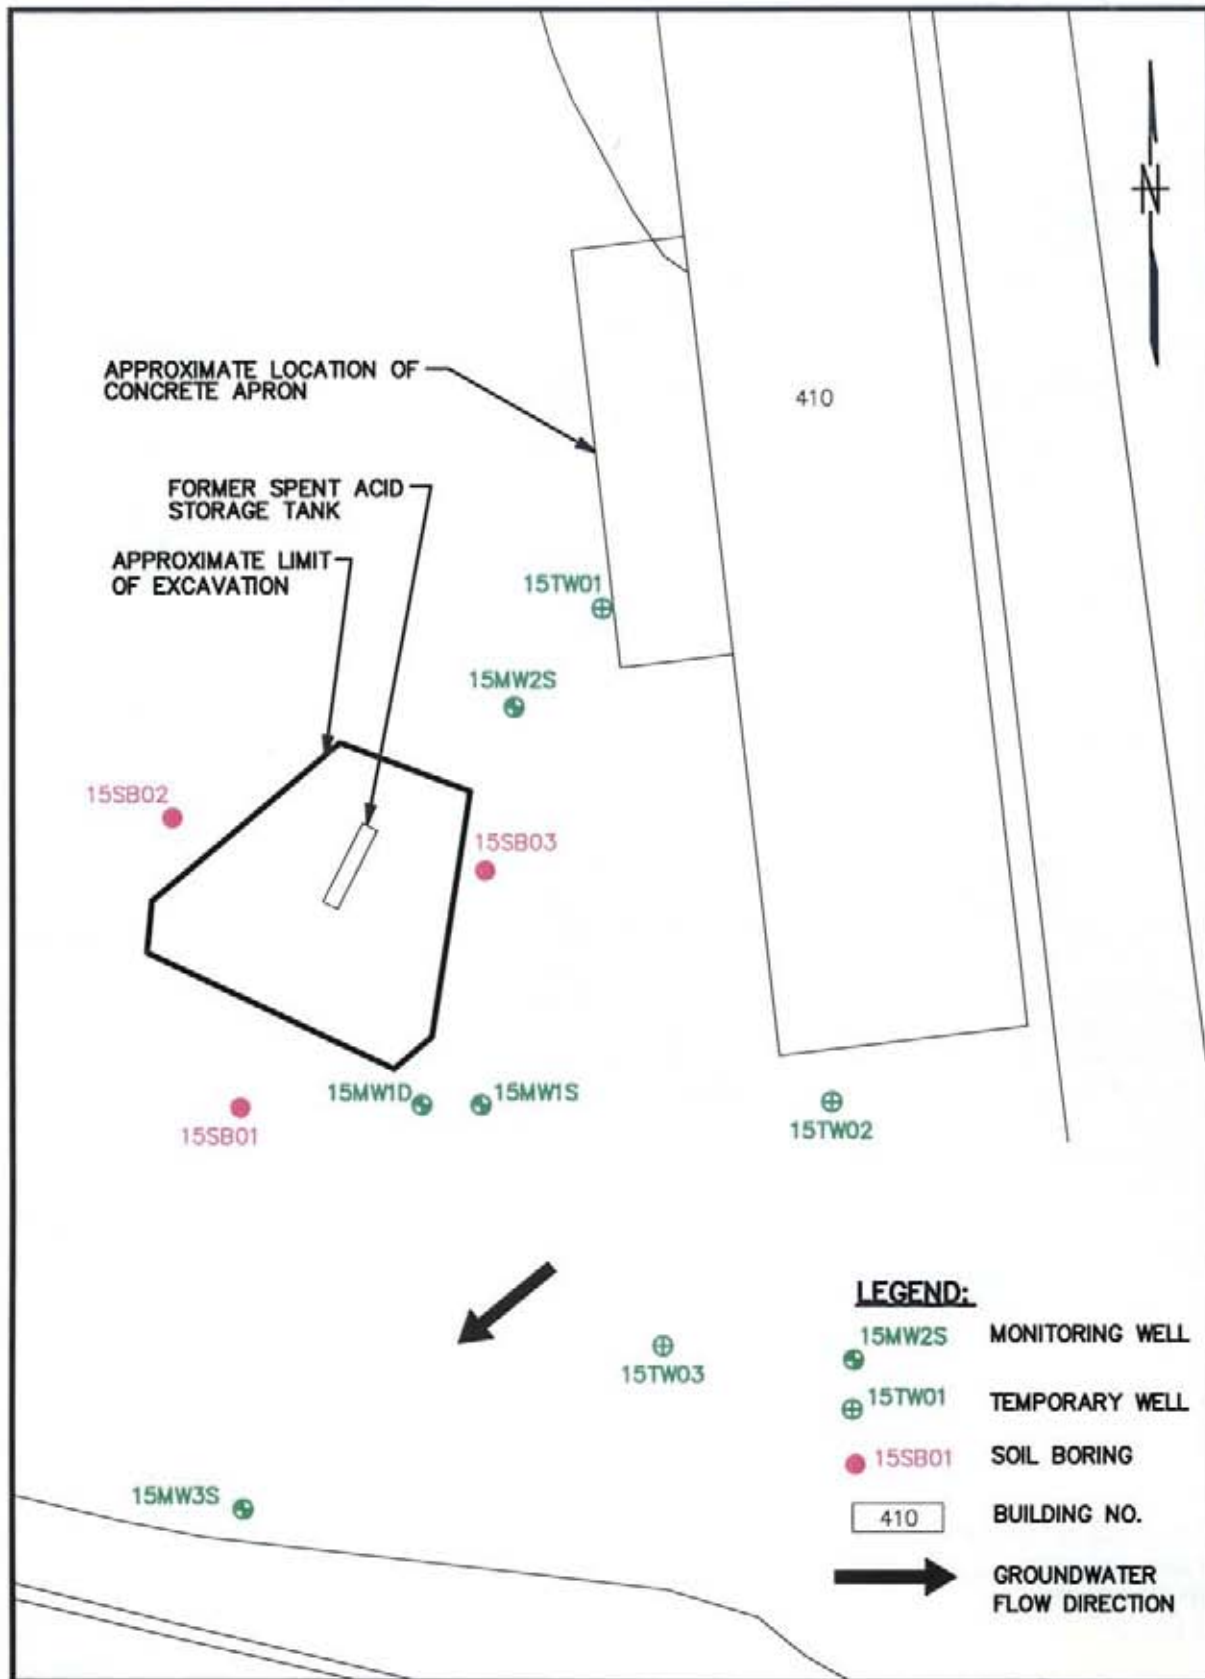 N
APPROXIMATE LOCATION OF
CONCRETE APRON
410
FORMER SPENT ACID
STORAGE TANK
APPROXIMATE LIMIT
OF EXCAVATION
15TW01
15MW2S
15SB02
15SB03
15MW1D
15MW1S
15SB01
15TW02
15TW03
15MW3S
LEGEND:
15MW2S MONITORING WELL
15TW01 TEMPORARY WELL
15SB01 SOIL BORING
410 BUILDING NO.
GROUNDWATER
FLOW DIRECTION